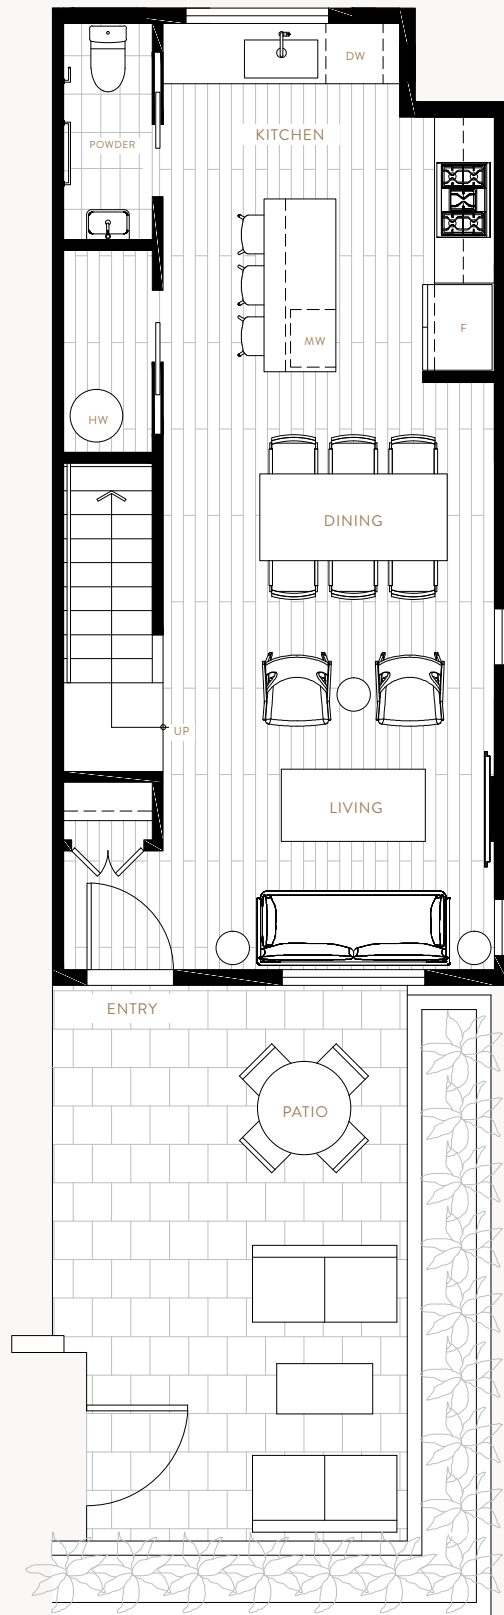 DW
KITCHEN
POWDER
F
MW
HW
DINING
UP
LIVING
ENTRY
PATIO